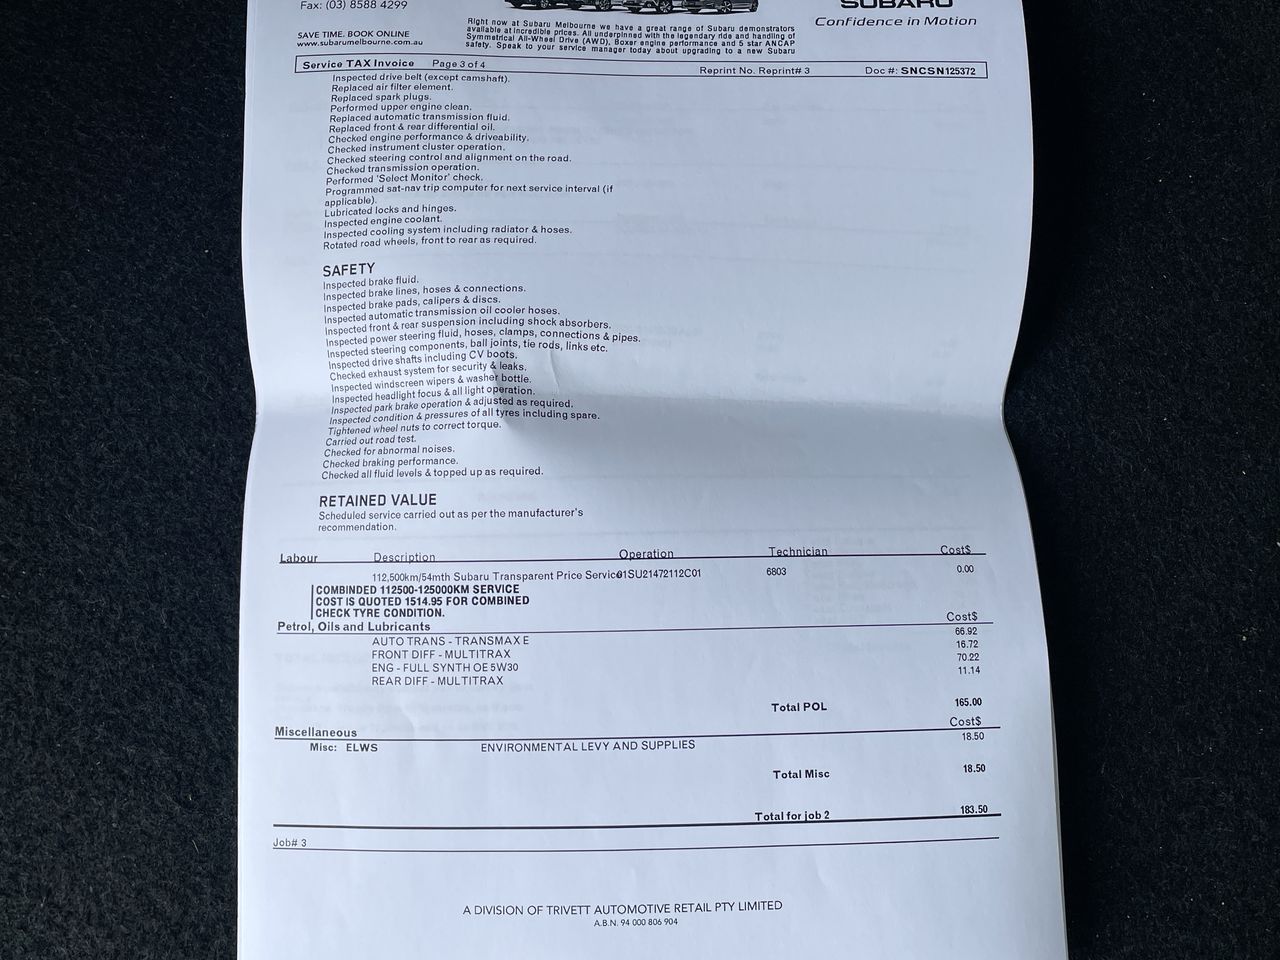 Fax: (03) 8588 4299
SUBARU
Confidence in Motion
SAVE TIME. BOOK ONLINE
www.subarumelbourne.com.au
Right now at Subaru Melbourne we have a great range of Subaru demonstrators
available at incredible prices. All underpinned with the legendary ride and handling of
Symmetrical All-Wheel Drive (AWD), Boxer engine performance and 5 star ANCAP
safety. Speak to your service manager today about upgrading to a new Subaru
Service TAX Invoice Page 3 of 4 Reprint No. Reprint# 3 Doc #: SNCSN125372
Inspected drive belt (except camshaft).
Replaced air filter element.
Replaced spark plugs.
Performed upper engine clean.
Replaced automatic transmission fluid.
Replaced front & rear differential oil.
Checked engine performance & driveability.
Checked instrument cluster operation.
Checked steering control and alignment on the road.
Checked transmission operation.
Performed 'Select Monitor' check.
Programmed sat-nav trip computer for next service interval (if
applicable).
Lubricated locks and hinges.
Inspected engine coolant.
Inspected cooling system including radiator & hoses.
Rotated road wheels, front to rear as required.
SAFETY
Inspected brake fluid.
Inspected brake lines, hoses & connections.
Inspected brake pads, calipers & discs.
Inspected automatic transmission oil cooler hoses.
Inspected front & rear suspension including shock absorbers.
Inspected power steering fluid, hoses, clamps, connections & pipes.
Inspected steering components, ball joints, tie rods, links etc.
Inspected drive shafts including CV boots.
Checked exhaust system for security & leaks.
Inspected windscreen wipers & washer bottle.
Inspected headlight focus & all light operation.
Inspected park brake operation & adjusted as required.
Inspected condition & pressures of all tyres including spare.
Tightened wheel nuts to correct torque.
Carried out road test.
Checked for abnormal noises.
Checked braking performance.
Checked all fluid levels & topped up as required.
RETAINED VALUE
Scheduled service carried out as per the manufacturer's
recommendation.
Labour Description Operation Technician Cost$
112,500km/54mth Subaru Transparent Price Service 01SU21472112C01 6803 0.00
COMBINDED 112500-125000KM SERVICE
COST IS QUOTED 1514.95 FOR COMBINED
CHECK TYRE CONDITION.
Petrol, Oils and Lubricants Cost$
AUTO TRANS - TRANSMAX E 66.92
FRONT DIFF - MULTITRAX 16.72
ENG - FULL SYNTH OE 5W30 70.22
REAR DIFF - MULTITRAX 11.14
Total POL 165.00
Miscellaneous Cost$
Misc: ELWS ENVIRONMENTAL LEVY AND SUPPLIES 18.50
Total Misc 18.50
Total for job 2 183.50
Job# 3
A DIVISION OF TRIVETT AUTOMOTIVE RETAIL PTY LIMITED
A.B.N. 94 000 806 904